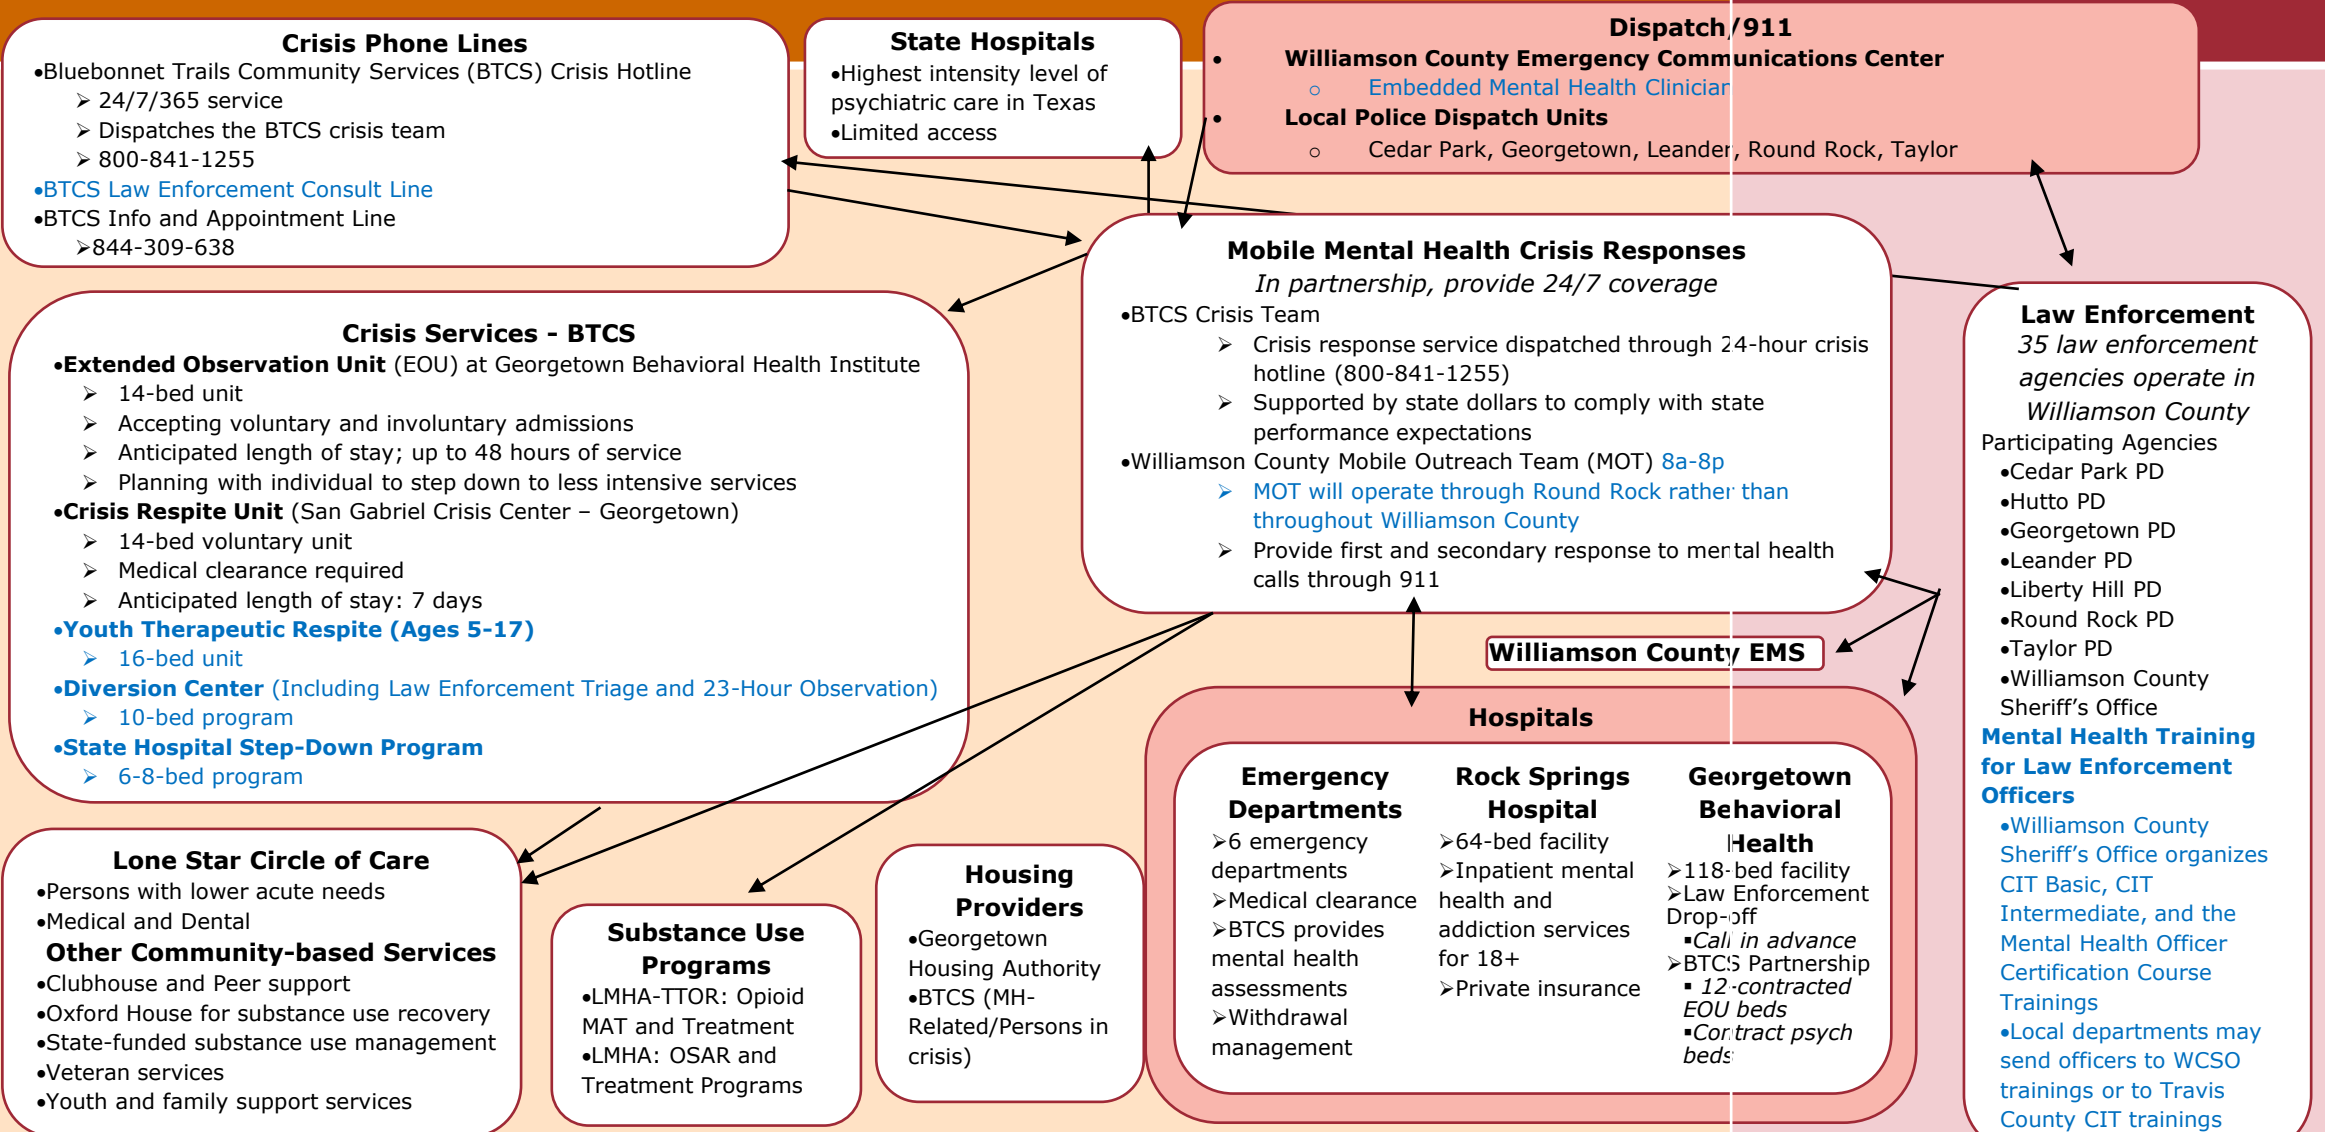 Crisis Phone Lines
•Bluebonnet Trails Community Services (BTCS) Crisis Hotline
➢ 24/7/365 service
➢ Dispatches the BTCS crisis team
➢ 800-841-1255
•BTCS Law Enforcement Consult Line
•BTCS Info and Appointment Line
➢844-309-638
State Hospitals
•Highest intensity level of
psychiatric care in Texas
•Limited access
Dispatch/911
• Williamson County Emergency Communications Center
o Embedded Mental Health Clinician
• Local Police Dispatch Units
o Cedar Park, Georgetown, Leander, Round Rock, Taylor
Mobile Mental Health Crisis Responses
In partnership, provide 24/7 coverage
•BTCS Crisis Team
➢ Crisis response service dispatched through 24-hour crisis
hotline (800-841-1255)
➢ Supported by state dollars to comply with state
performance expectations
•Williamson County Mobile Outreach Team (MOT) 8a-8p
➢ MOT will operate through Round Rock rather than
throughout Williamson County
➢ Provide first and secondary response to mental health
calls through 911
Crisis Services - BTCS
•Extended Observation Unit (EOU) at Georgetown Behavioral Health Institute
➢ 14-bed unit
➢ Accepting voluntary and involuntary admissions
➢ Anticipated length of stay; up to 48 hours of service
➢ Planning with individual to step down to less intensive services
•Crisis Respite Unit (San Gabriel Crisis Center – Georgetown)
➢ 14-bed voluntary unit
➢ Medical clearance required
➢ Anticipated length of stay: 7 days
•Youth Therapeutic Respite (Ages 5-17)
➢ 16-bed unit
•Diversion Center (Including Law Enforcement Triage and 23-Hour Observation)
➢ 10-bed program
•State Hospital Step-Down Program
➢ 6-8-bed program
Law Enforcement
35 law enforcement
agencies operate in
Williamson County
Participating Agencies
•Cedar Park PD
•Hutto PD
•Georgetown PD
•Leander PD
•Liberty Hill PD
•Round Rock PD
•Taylor PD
•Williamson County
Sheriff’s Office
Mental Health Training
for Law Enforcement
Officers
•Williamson County
Sheriff’s Office organizes
CIT Basic, CIT
Intermediate, and the
Mental Health Officer
Certification Course
Trainings
•Local departments may
send officers to WCSO
trainings or to Travis
County CIT trainings
Williamson County EMS
Hospitals
Emergency
Departments
➢6 emergency
departments
➢Medical clearance
➢BTCS provides
mental health
assessments
➢Withdrawal
management
Rock Springs
Hospital
➢64-bed facility
➢Inpatient mental
health and
addiction services
for 18+
➢Private insurance
Georgetown
Behavioral
Health
➢118-bed facility
➢Law Enforcement
Drop-off
▪Call in advance
➢BTCS Partnership
▪ 12-contracted
EOU beds
▪Contract psych
beds
Lone Star Circle of Care
•Persons with lower acute needs
•Medical and Dental
Other Community-based Services
•Clubhouse and Peer support
•Oxford House for substance use recovery
•State-funded substance use management
•Veteran services
•Youth and family support services
Substance Use
Programs
•LMHA-TTOR: Opioid
MAT and Treatment
•LMHA: OSAR and
Treatment Programs
Housing
Providers
•Georgetown
Housing Authority
•BTCS (MH-
Related/Persons in
crisis)